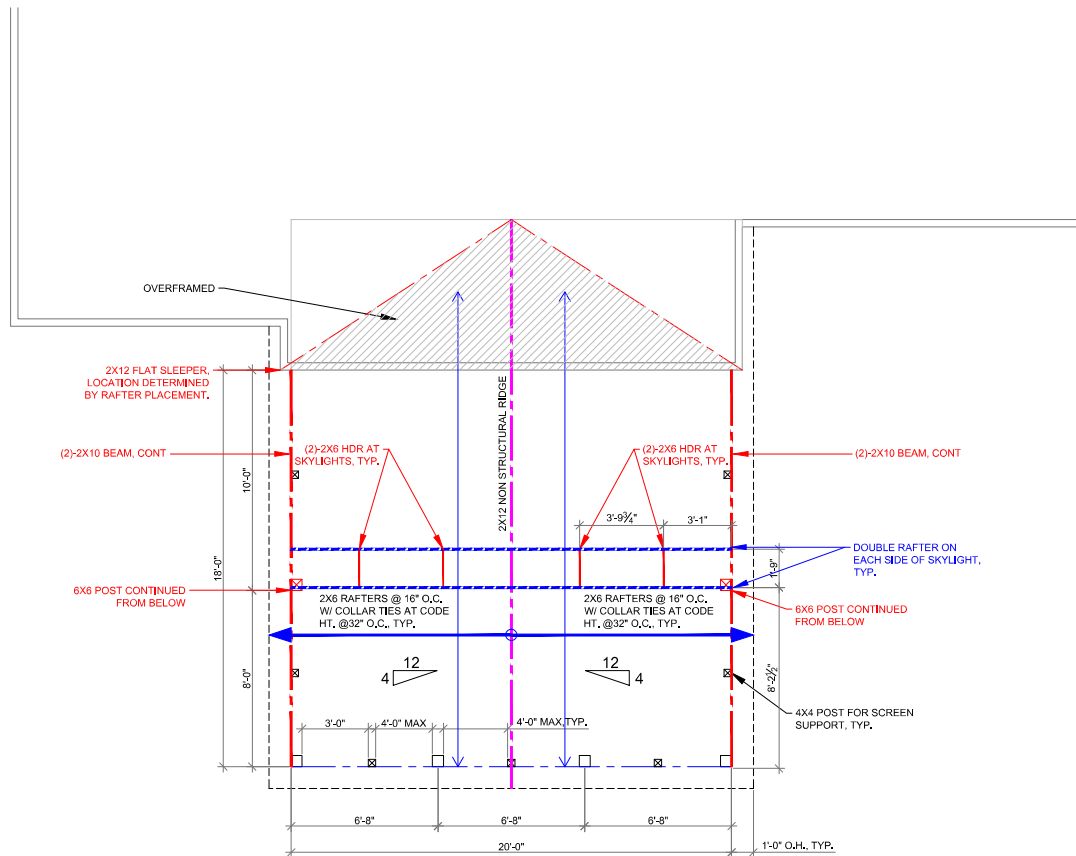 OVERFRAMED
2X12 FLAT SLEEPER,
LOCATION DETERMINED
BY RAFTER PLACEMENT.
(2)-2X10 BEAM, CONT
(2)-2X6 HDR AT
SKYLIGHTS, TYP.
2X12 NON STRUCTURAL RIDGE
(2)-2X6 HDR AT
SKYLIGHTS, TYP.
(2)-2X10 BEAM, CONT
10'-0"
18'-0"
3'-9¾"
3'-1"
DOUBLE RAFTER ON
EACH SIDE OF SKYLIGHT,
TYP.
1'-9"
6X6 POST CONTINUED
FROM BELOW
2X6 RAFTERS @ 16" O.C.
W/ COLLAR TIES AT CODE
HT. @32" O.C., TYP.
2X6 RAFTERS @ 16" O.C.
W/ COLLAR TIES AT CODE
HT. @32" O.C., TYP.
6X6 POST CONTINUED
FROM BELOW
12
4
12
4
8'-0"
8'-2½"
4X4 POST FOR SCREEN
SUPPORT, TYP.
3'-0"
4'-0" MAX
4'-0" MAX,TYP.
6'-8"
6'-8"
6'-8"
20'-0"
1'-0" O.H., TYP.